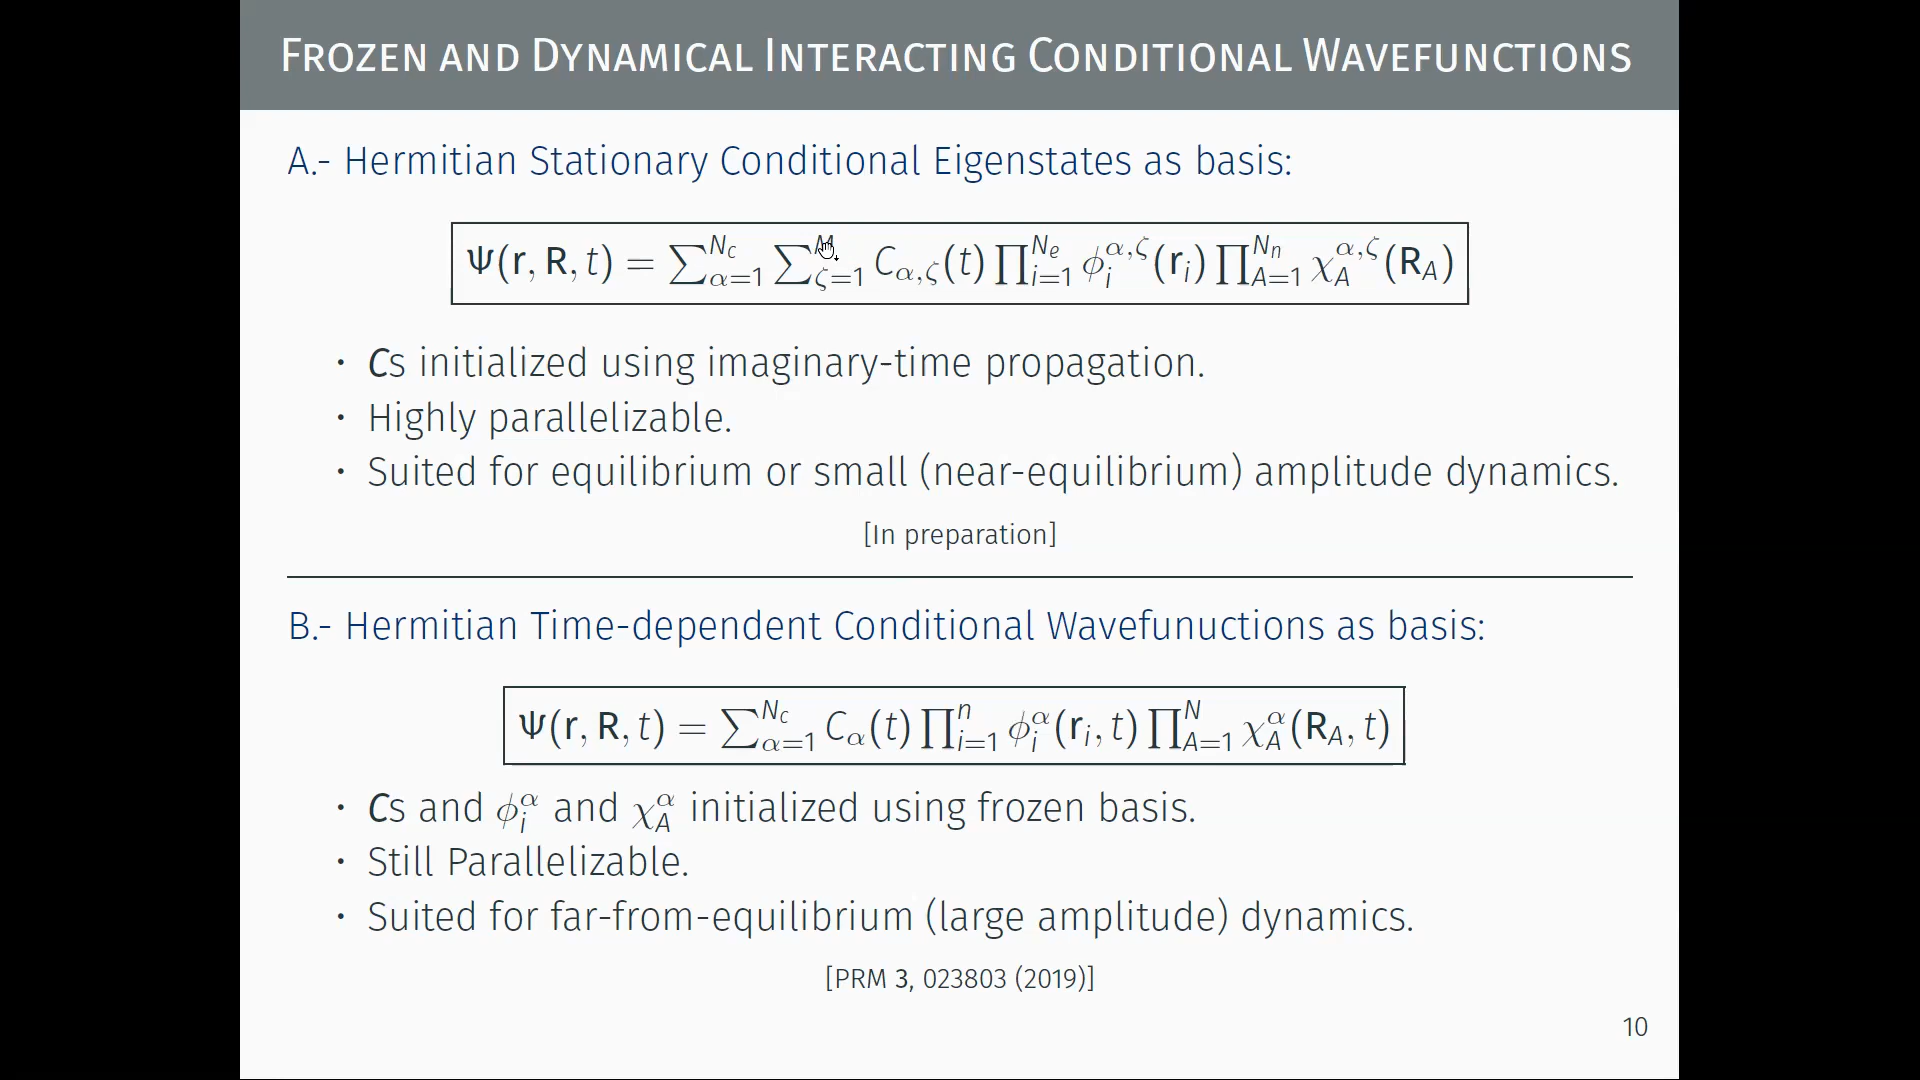 Frozen and Dynamical Interacting Conditional Wavefunctions
A.- Hermitian Stationary Conditional Eigenstates as basis:
Ψ(r, R, t) = ∑_{α=1}^{N_c} ∑_{ζ=1}^{M} C_{α,ζ}(t) ∏_{i=1}^{N_e} ϕ_i^{α,ζ}(r_i) ∏_{A=1}^{N_n} χ_A^{α,ζ}(R_A)
· Cs initialized using imaginary-time propagation.
· Highly parallelizable.
· Suited for equilibrium or small (near-equilibrium) amplitude dynamics.
[In preparation]
B.- Hermitian Time-dependent Conditional Wavefunuctions as basis:
Ψ(r, R, t) = ∑_{α=1}^{N_c} C_α(t) ∏_{i=1}^{n} ϕ_i^α(r_i, t) ∏_{A=1}^{N} χ_A^α(R_A, t)
· Cs and ϕ_i^α and χ_A^α initialized using frozen basis.
· Still Parallelizable.
· Suited for far-from-equilibrium (large amplitude) dynamics.
[PRM 3, 023803 (2019)]
10